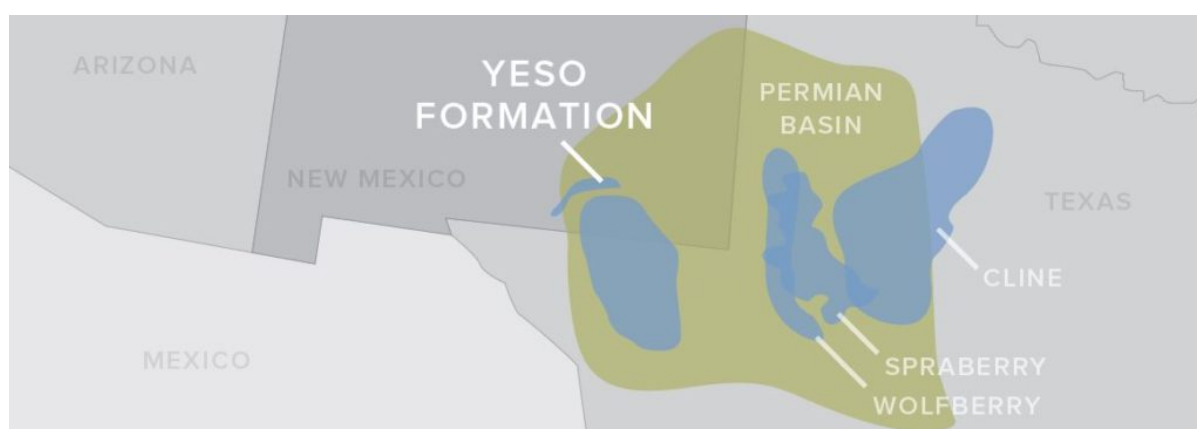 ARIZONA
YESO
FORMATION
PERMIAN
BASIN
NEW MEXICO
TEXAS
CLINE
MEXICO
SPRABERRY
WOLFBERRY